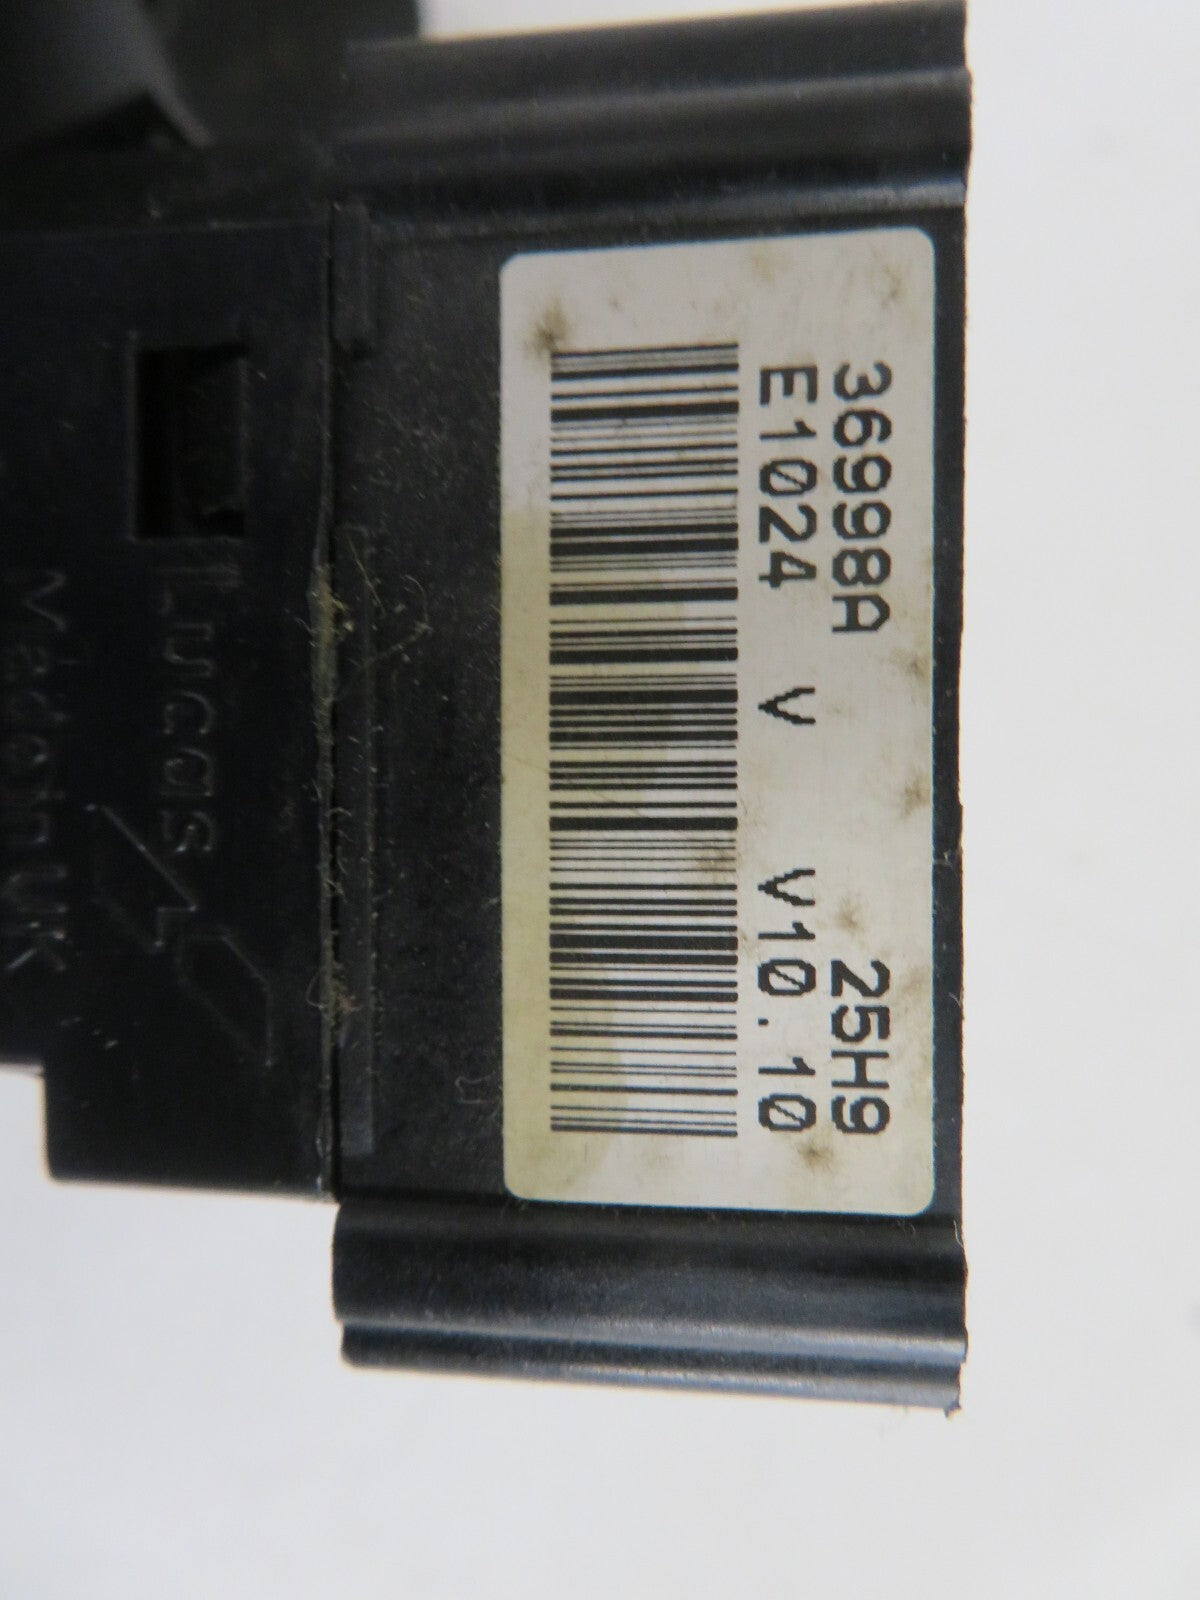 36998A 25H9
E1024 V V10.10
Lucas
Made in UK